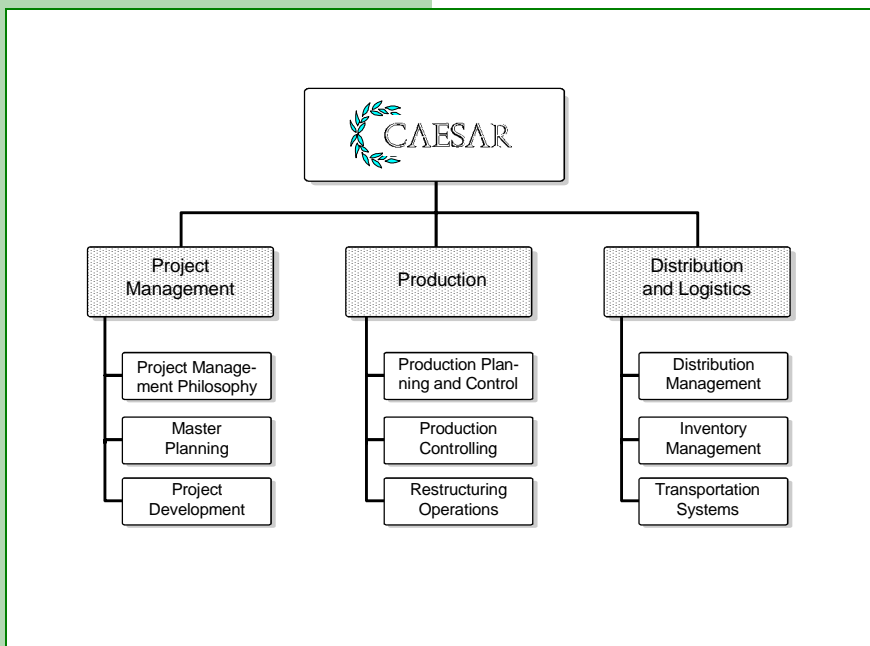 CAESAR
Project
Management
Production
Distribution
and Logistics
Project Manage-
ment Philosophy
Master
Planning
Project
Development
Production Plan-
ning and Control
Production
Controlling
Restructuring
Operations
Distribution
Management
Inventory
Management
Transportation
Systems